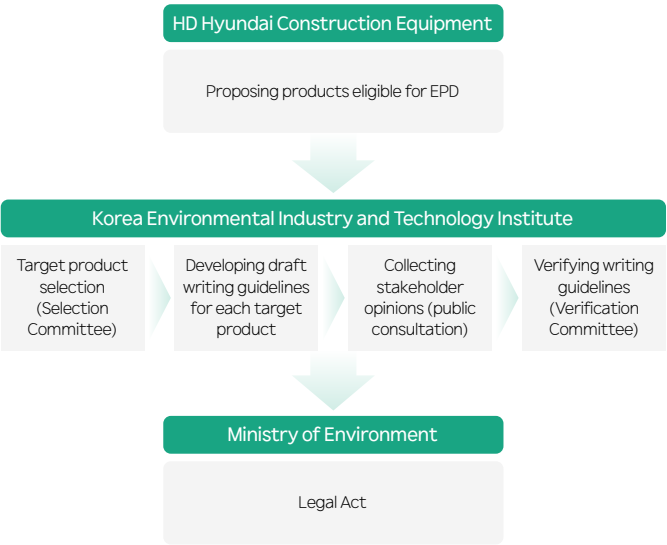 HD Hyundai Construction Equipment
Proposing products eligible for EPD
Korea Environmental Industry and Technology Institute
Target product
selection
(Selection
Committee)
Developing draft
writing guidelines
for each target
product
Collecting
stakeholder
opinions (public
consultation)
Verifying writing
guidelines
(Verification
Committee)
Ministry of Environment
Legal Act